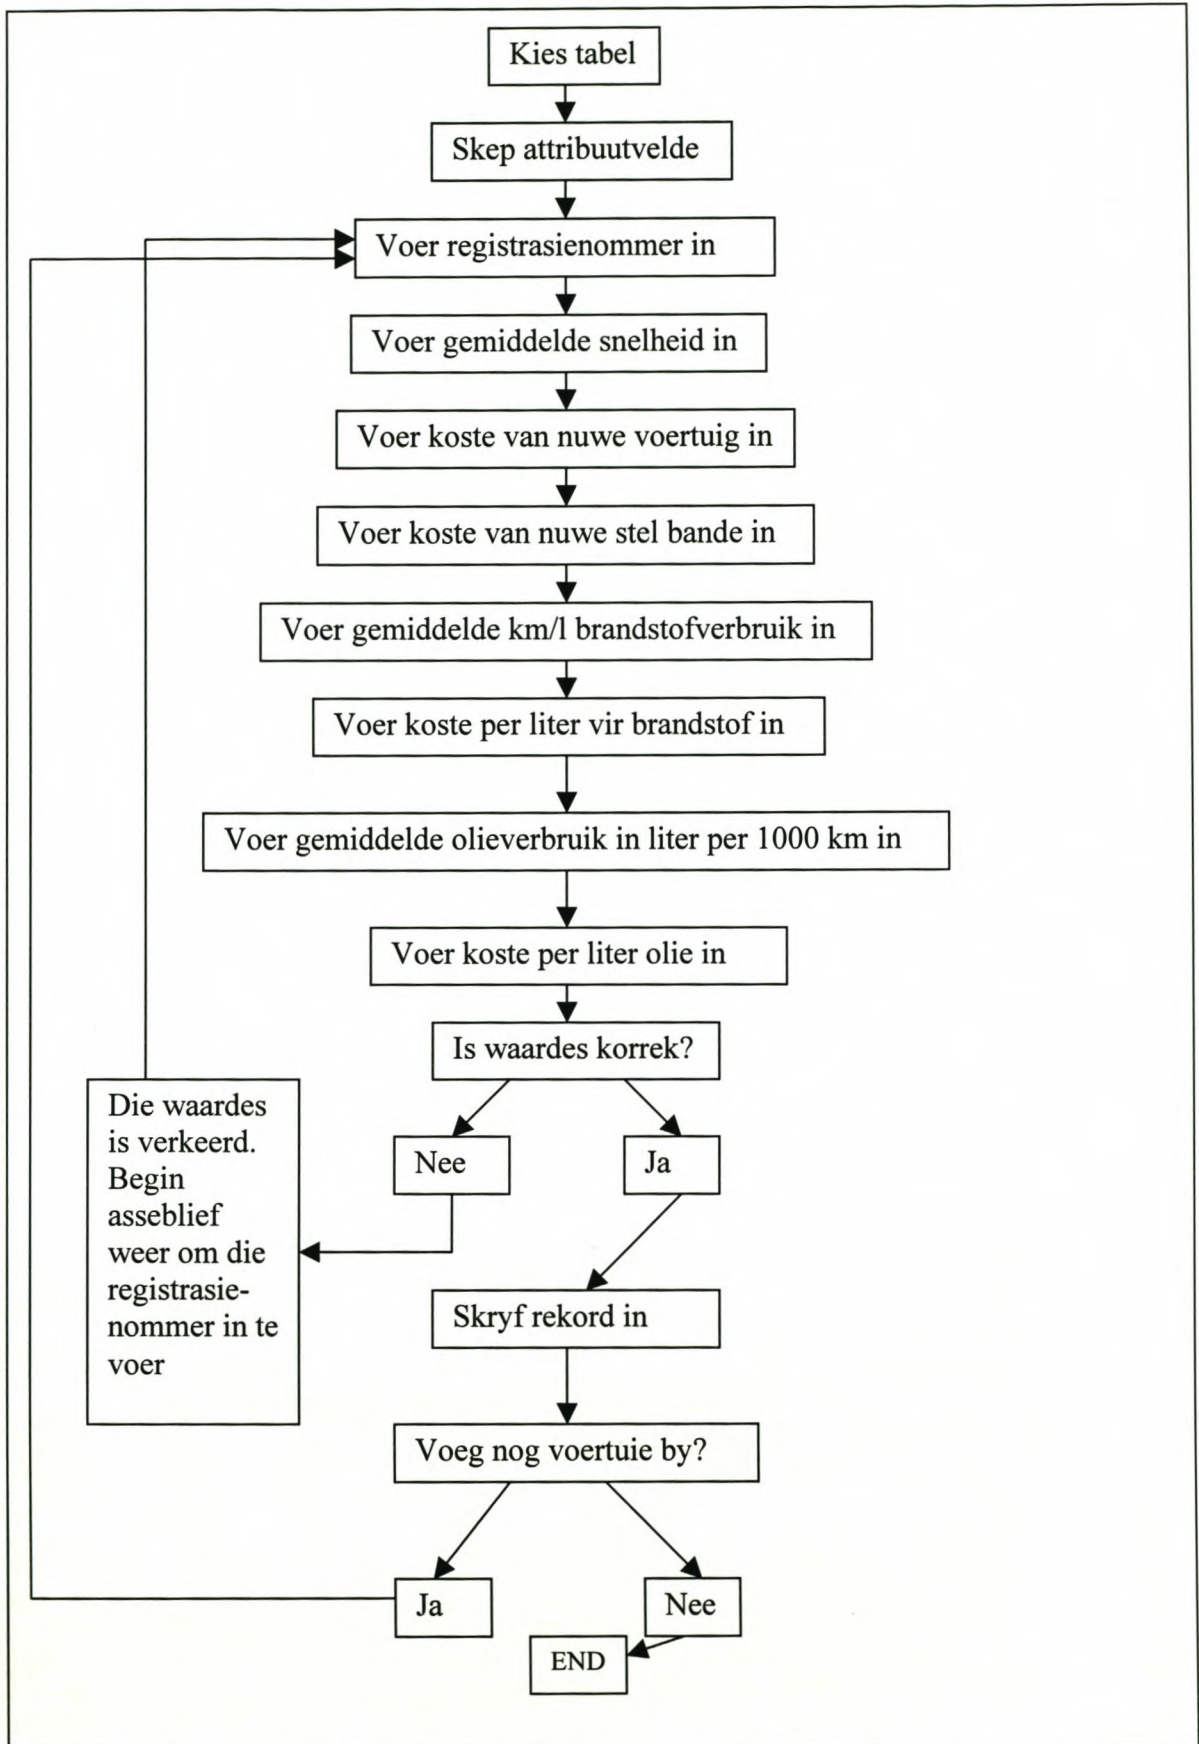 Kies tabel
Skep attribuutvelde
Voer registrasienommer in
Voer gemiddelde snelheid in
Voer koste van nuwe voertuig in
Voer koste van nuwe stel bande in
Voer gemiddelde km/l brandstofverbruik in
Voer koste per liter vir brandstof in
Voer gemiddelde olieverbruik in liter per 1000 km in
Voer koste per liter olie in
Is waardes korrek?
Die waardes
is verkeerd.
Begin
asseblief
weer om die
registrasie-
nommer in te
voer
Nee
Ja
Skryf rekord in
Voeg nog voertuie by?
Ja
Nee
END